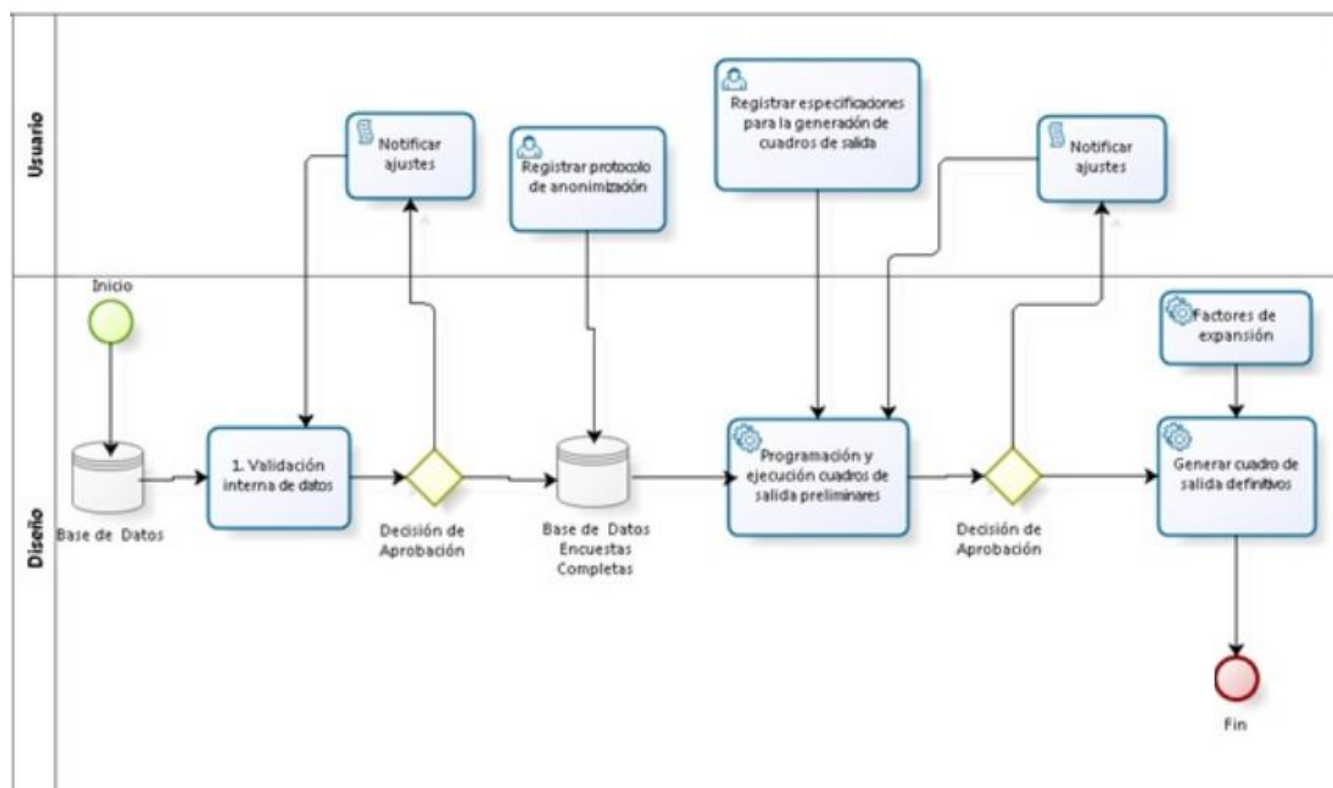 Usuario
Notificar
ajustes
Registrar protocolo
de anonimización
Registrar especificaciones
para la generación de
cuadros de salida
Notificar
ajustes
Diseño
Inicio
Base de Datos
1. Validación
interna de datos
Decisión de
Aprobación
Base de Datos
Encuestas
Completas
Programación y
ejecución cuadros de
salida preliminares
Decisión de
Aprobación
Factores de
expansión
Generar cuadro de
salida definitivos
Fin